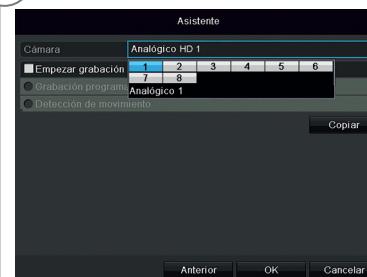 Asistente
Cámara Analógico HD 1
Empezar grabación 1 2 3 4 5 6
7 8
Grabación programa
Analógico 1
Detección de movimiento
Copiar
Anterior OK Cancelar